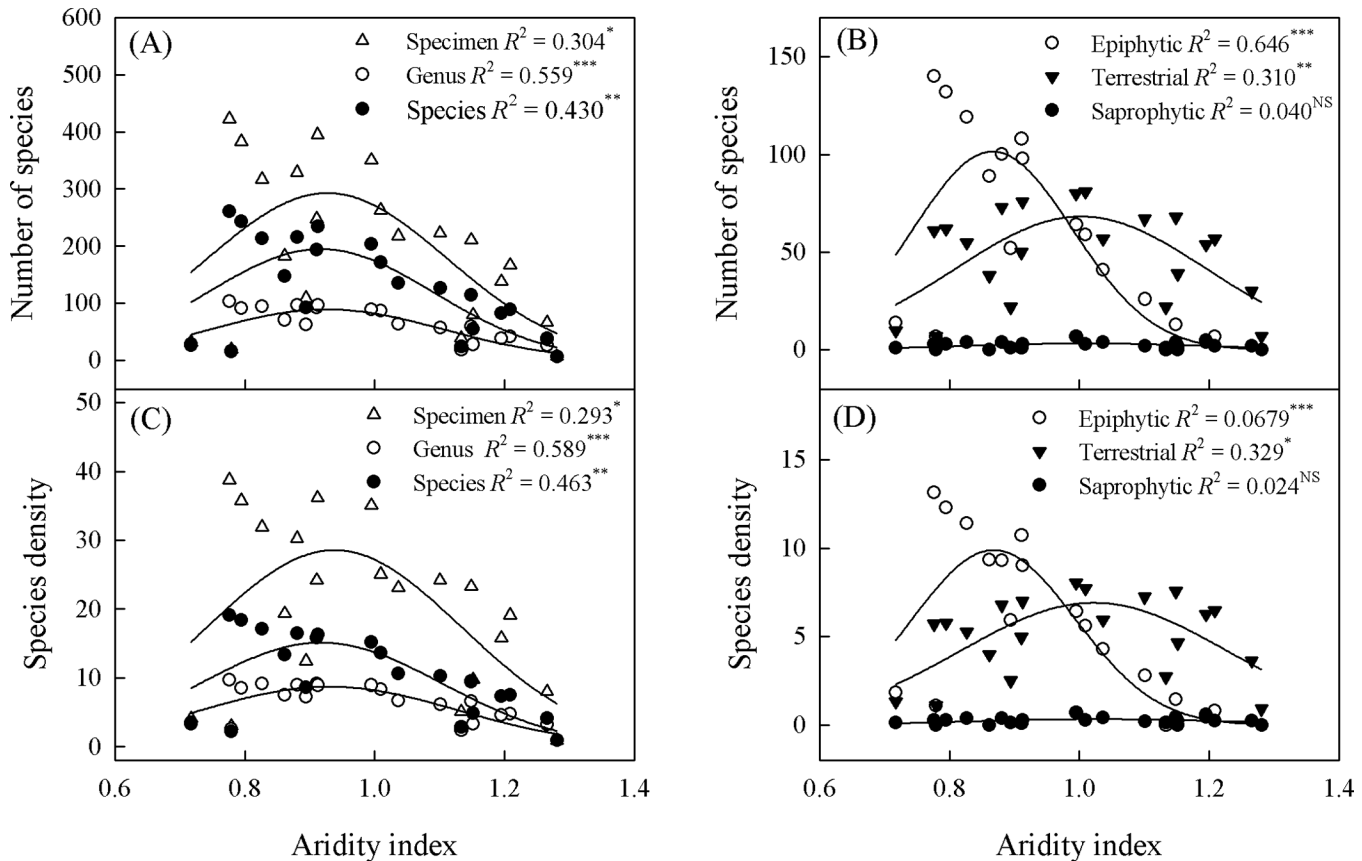 (A)
Specimen R² = 0.304*
Genus R² = 0.559***
Species R² = 0.430**
Number of species
600
500
400
300
200
100
0
(B)
Epiphytic R² = 0.646***
Terrestrial R² = 0.310**
Saprophytic R² = 0.040NS
Number of species
150
100
50
0
(C)
Specimen R² = 0.293*
Genus R² = 0.589***
Species R² = 0.463**
Species density
50
40
30
20
10
0
0.6 0.8 1.0 1.2 1.4
Aridity index
(D)
Epiphytic R² = 0.0679***
Terrestrial R² = 0.329*
Saprophytic R² = 0.024NS
Species density
15
10
5
0
0.6 0.8 1.0 1.2 1.4
Aridity index